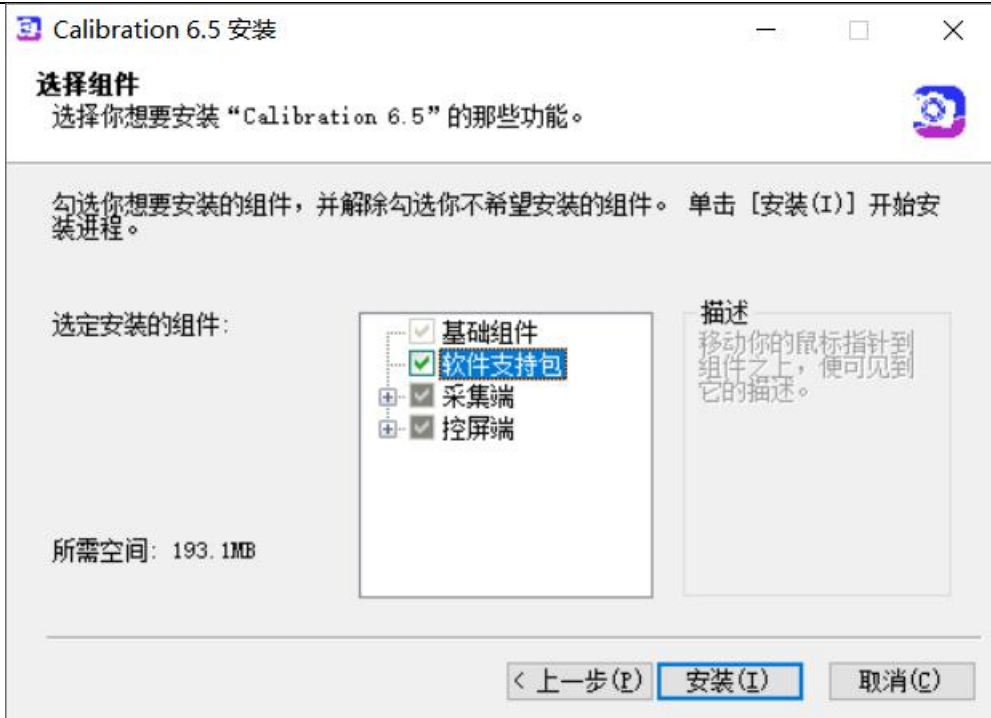 Calibration 6.5 安装
选择组件
选择你想要安装“Calibration 6.5”的那些功能。
勾选你想要安装的组件，并解除勾选你不希望安装的组件。 单击 [安装(I)] 开始安
装进程。
选定安装的组件:
基础组件
软件支持包
采集端
控屏端
描述
移动你的鼠标指针到
组件之上，便可见到
它的描述。
所需空间: 193.1MB
< 上一步(P)
安装(I)
取消(C)